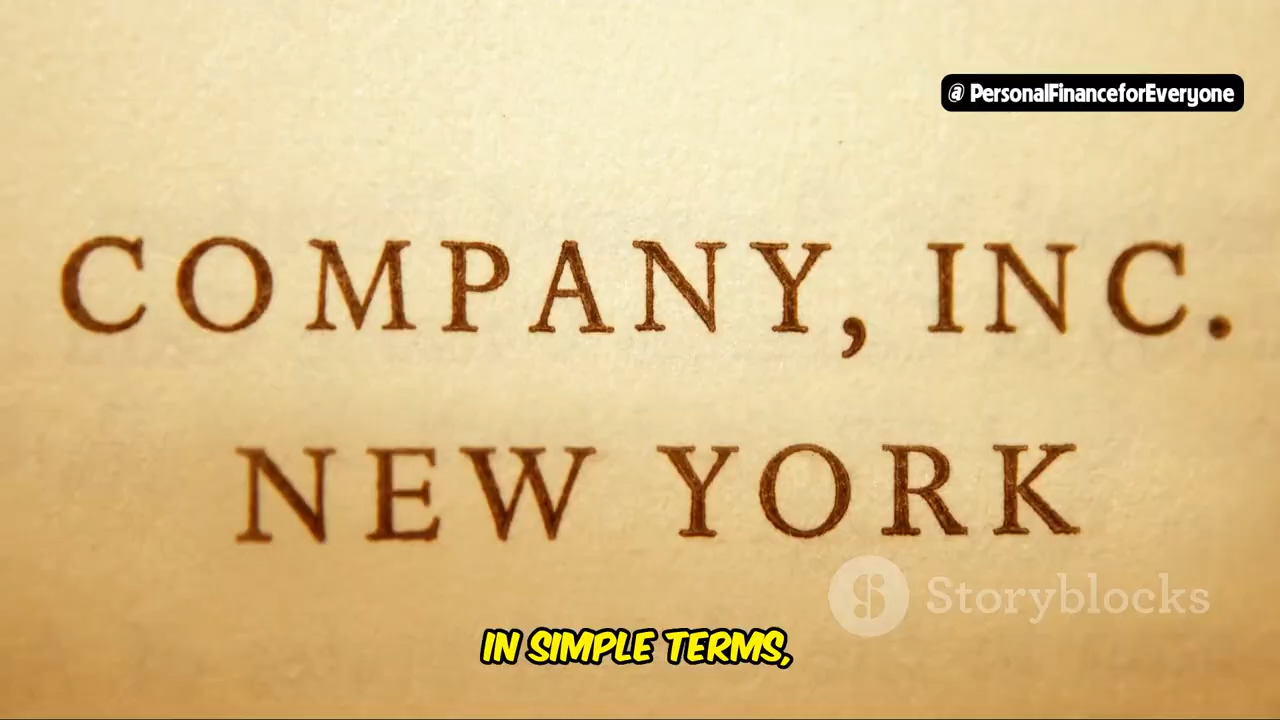 @ PersonalFinanceforEveryone
COMPANY, INC.
NEW YORK
Storyblocks
IN SIMPLE TERMS,